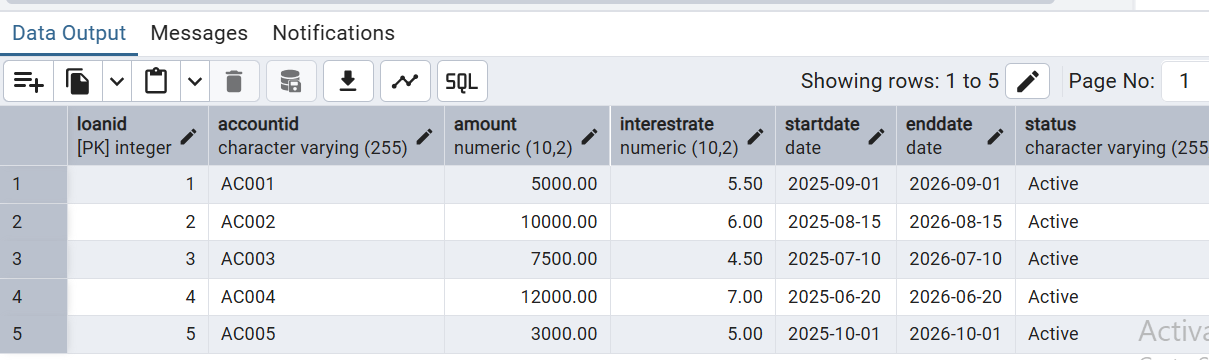 Data Output Messages Notifications
SQL Showing rows: 1 to 5 Page No: 1
loanid accountid amount interestrate startdate enddate status
[PK] integer character varying (255) numeric (10,2) numeric (10,2) date date character varying (255
1 1 AC001 5000.00 5.50 2025-09-01 2026-09-01 Active
2 2 AC002 10000.00 6.00 2025-08-15 2026-08-15 Active
3 3 AC003 7500.00 4.50 2025-07-10 2026-07-10 Active
4 4 AC004 12000.00 7.00 2025-06-20 2026-06-20 Active
5 5 AC005 3000.00 5.00 2025-10-01 2026-10-01 Active
Activa